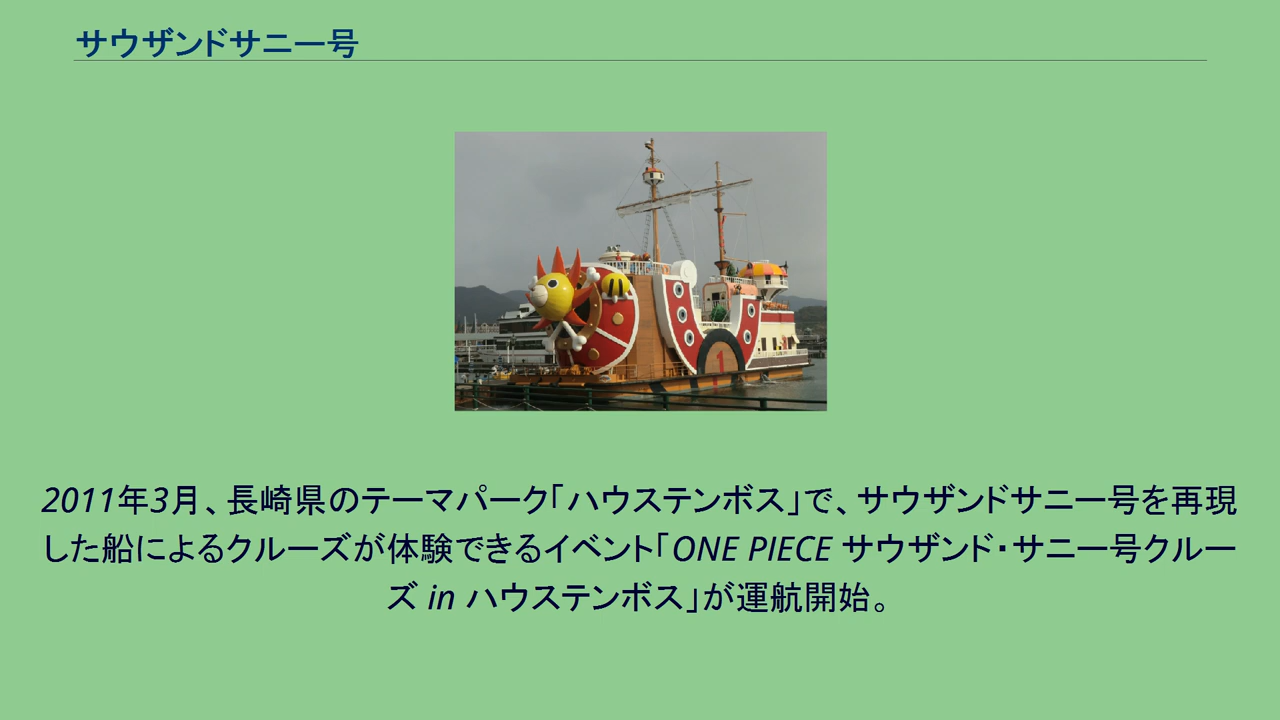 サウザンドサニー号
1
2011年3月、長崎県のテーマパーク「ハウステンボス」で、サウザンドサニー号を再現
した船によるクルーズが体験できるイベント「ONE PIECE サウザンド・サニー号クルー
ズ in ハウステンボス」が運航開始。